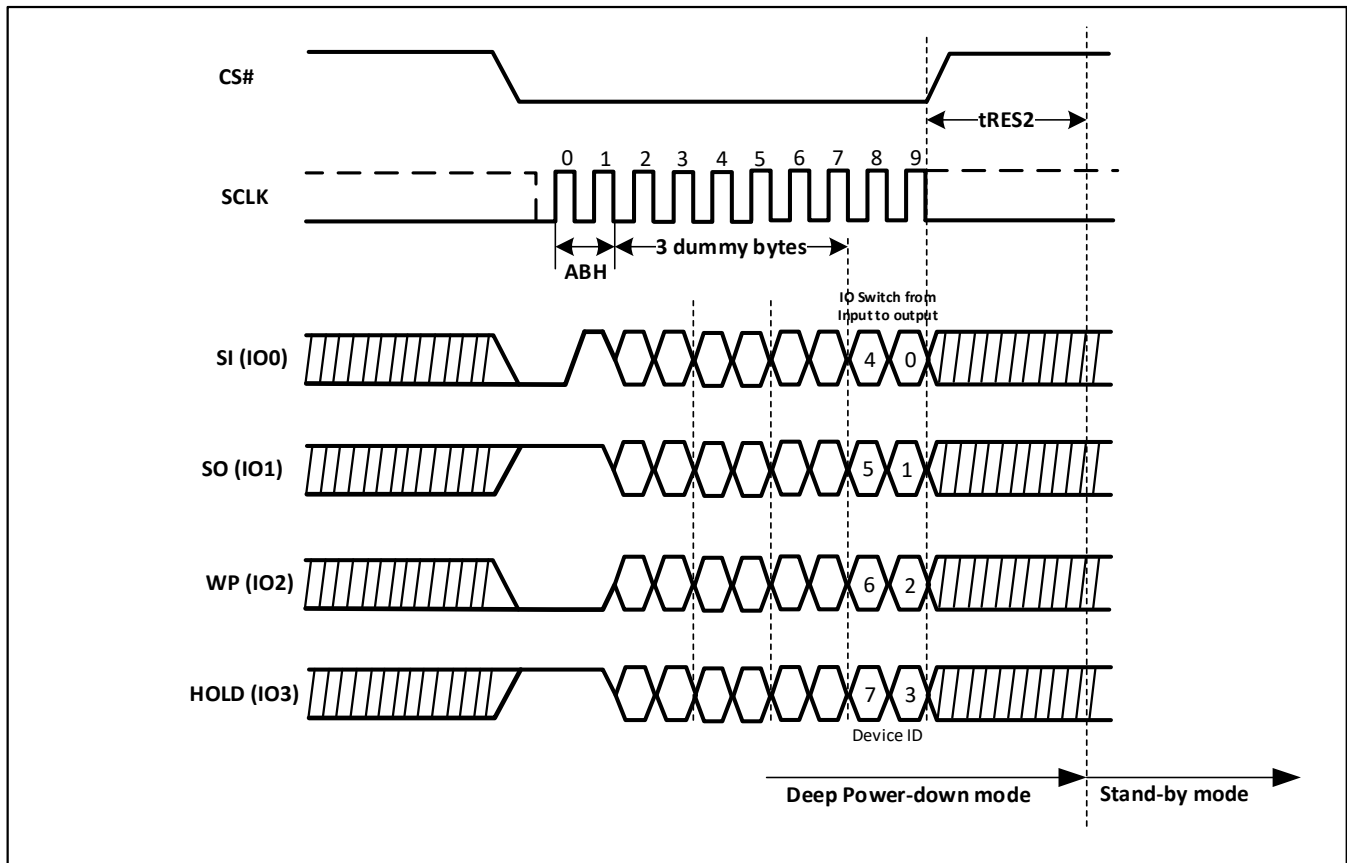 CS#
tRES2
0 1 2 3 4 5 6 7 8 9
SCLK
3 dummy bytes
ABH
IO Switch from
Input to output
SI (IO0)
4 0
SO (IO1)
5 1
WP (IO2)
6 2
HOLD (IO3)
7 3
Device ID
Deep Power-down mode
Stand-by mode